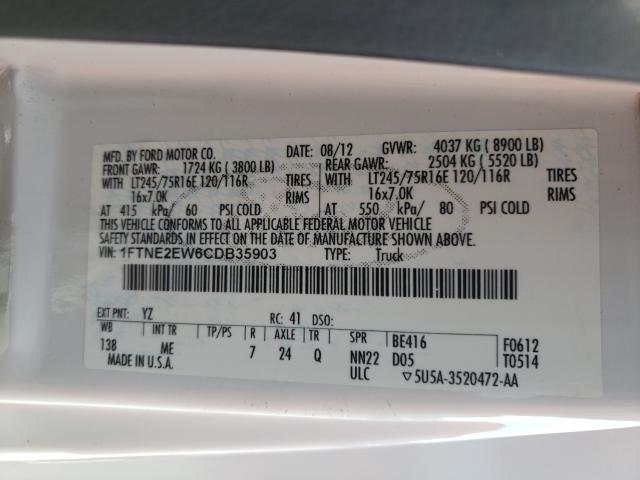 MFD. BY FORD MOTOR CO. DATE: 08/12 GVWR: 4037 KG ( 8900 LB)
FRONT GAWR: 1724 KG ( 3800 LB) REAR GAWR: 2504 KG ( 5520 LB)
WITH LT245/75R16E 120/116R TIRES WITH LT245/75R16E 120/116R TIRES
16x7.0K RIMS 16x7.0K RIMS
AT 415 kPa/ 60 PSI COLD AT 550 kPa/ 80 PSI COLD
THIS VEHICLE CONFORMS TO ALL APPLICABLE FEDERAL MOTOR VEHICLE
SAFETY STANDARDS IN EFFECT ON THE DATE OF MANUFACTURE SHOWN ABOVE.
VIN: 1FTNE2EW6CDB35903 TYPE: Truck
EXT PNT: YZ RC: 41 DSO:
WB INT TR TP/PS R AXLE TR SPR BE416 F0612
138 ME 7 24 Q NN22 D05 T0514
MADE IN U.S.A. ULC ▽5U5A-3520472-AA